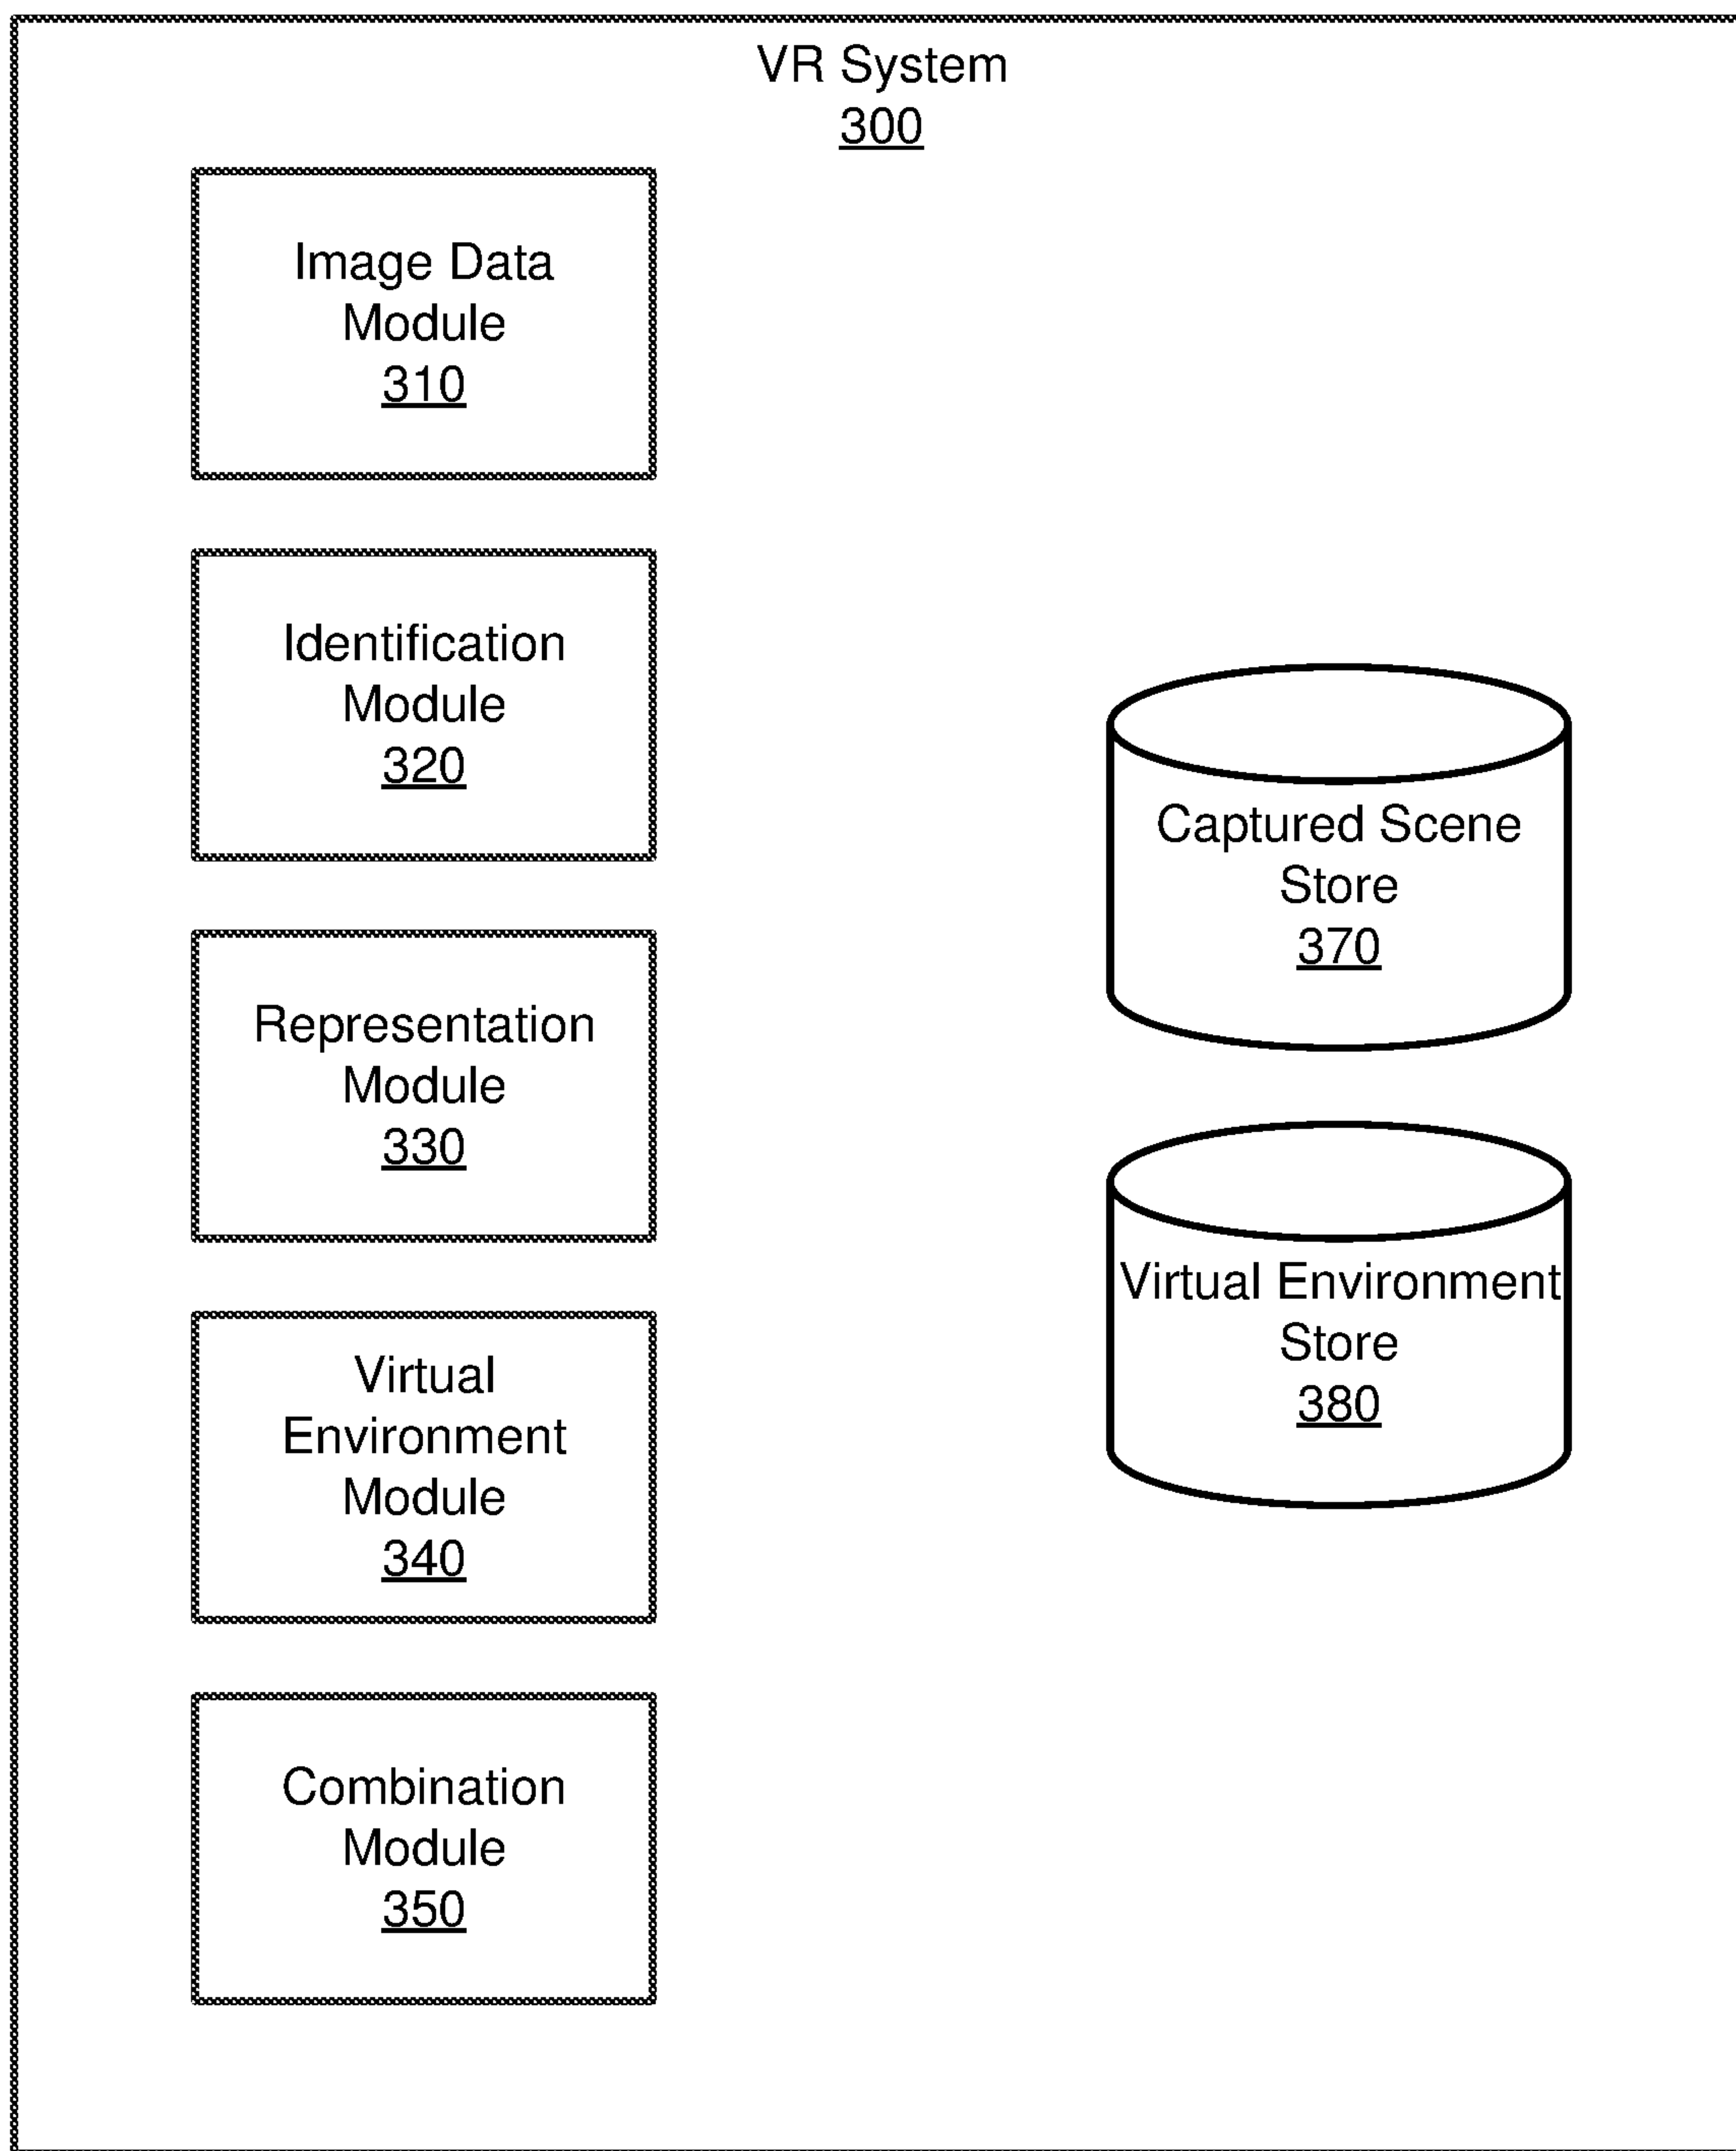 VR System
300
Image Data
Module
310
Identification
Module
320
Representation
Module
330
Virtual
Environment
Module
340
Combination
Module
350
Captured Scene
Store
370
Virtual Environment
Store
380